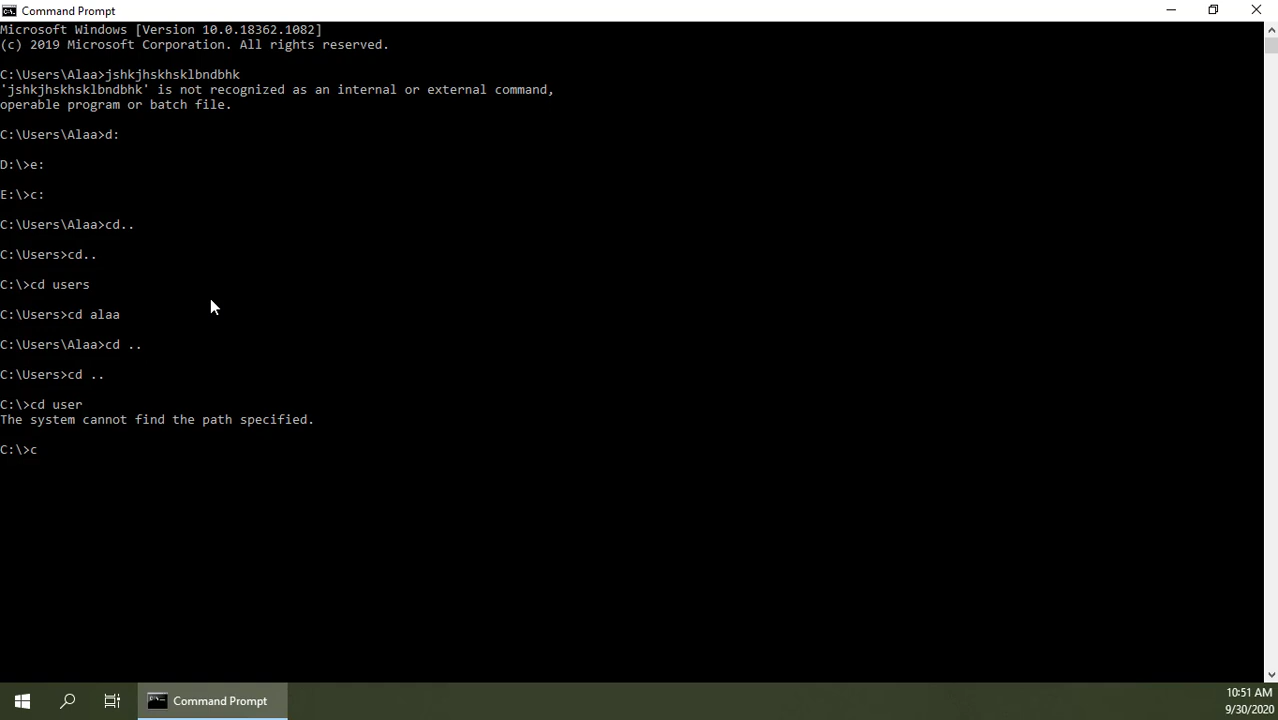 Command Prompt
Microsoft Windows [Version 10.0.18362.1082]
(c) 2019 Microsoft Corporation. All rights reserved.
C:\Users\Alaa>jshkjhskhsklbndbhk
'jshkjhskhsklbndbhk' is not recognized as an internal or external command,
operable program or batch file.
C:\Users\Alaa>d:
D:\>e:
E:\>c:
C:\Users\Alaa>cd..
C:\Users>cd..
C:\>cd users
C:\Users>cd alaa
C:\Users\Alaa>cd ..
C:\Users>cd ..
C:\>cd user
The system cannot find the path specified.
C:\>c
Command Prompt
10:51 AM
9/30/2020